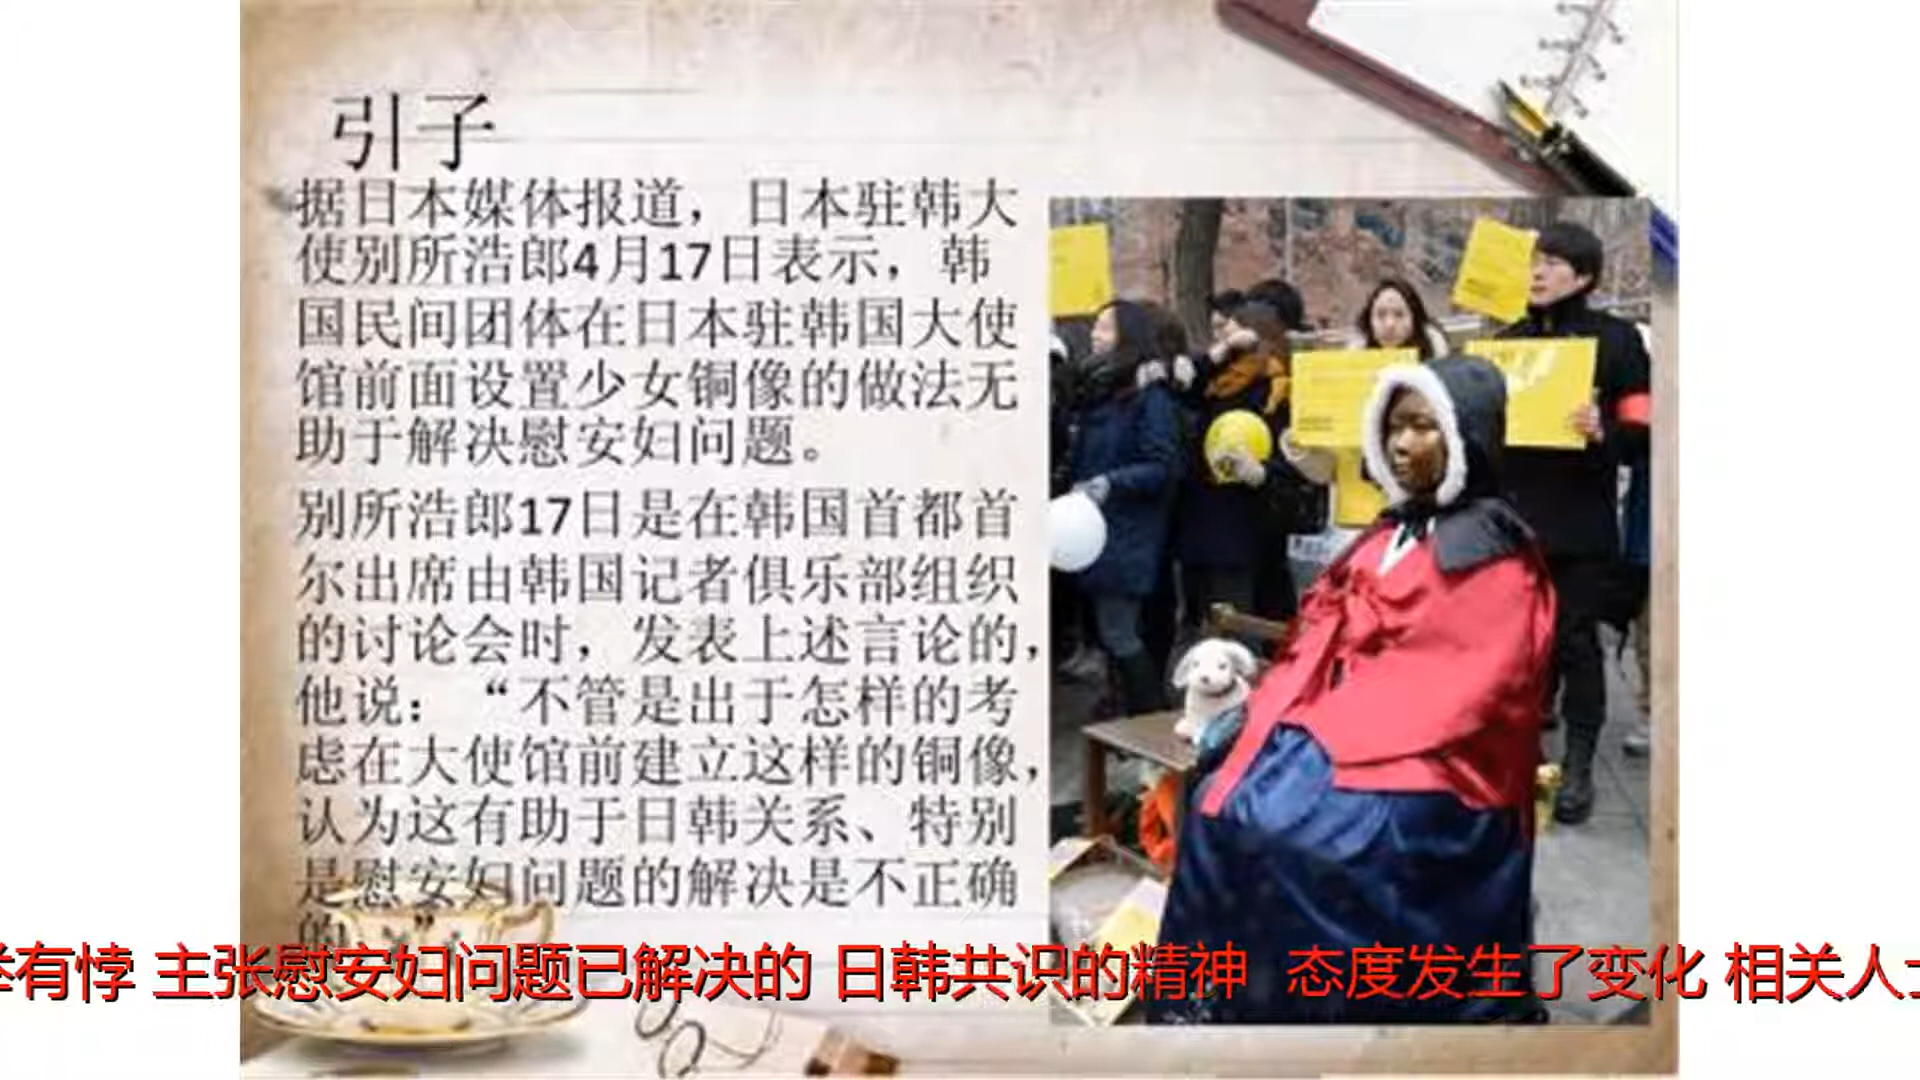 引子
据日本媒体报道，日本驻韩大
使别所浩郎4月17日表示，韩
国民间团体在日本驻韩国大使
馆前面设置少女铜像的做法无
助于解决慰安妇问题。
别所浩郎17日是在韩国首都首
尔出席由韩国记者俱乐部组织
的讨论会时，发表上述言论的，
他说：“不管是出于怎样的考
虑在大使馆前建立这样的铜像，
认为这有助于日韩关系、特别
是慰安妇问题的解决是不正确
的。”
有悖 主张慰安妇问题已解决的 日韩共识的精神 态度发生了变化 相关人士